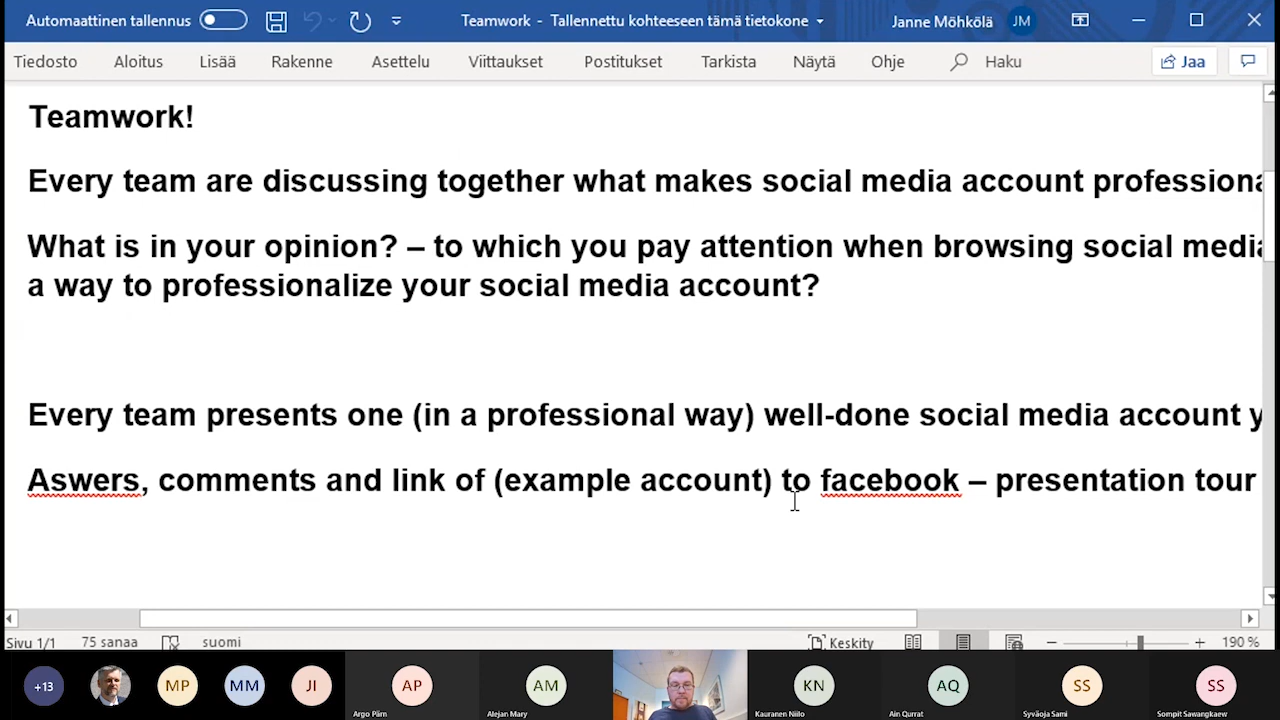 Automaattinen tallennus
Teamwork - Tallennettu kohteeseen tämä tietokone
Janne Möhkölä JM
Tiedosto Aloitus Lisää Rakenne Asettelu Viittaukset Postitukset Tarkista Näytä Ohje Haku Jaa
Teamwork!
Every team are discussing together what makes social media account professiona
What is in your opinion? – to which you pay attention when browsing social media
a way to professionalize your social media account?
Every team presents one (in a professional way) well-done social media account y
Aswers, comments and link of (example account) to facebook – presentation tour
Sivu 1/1 75 sanaa suomi Keskity 190 %
+13 MP MM JI AP AM KN AQ SS SS
Argo Pärn Alejan Mary Kauranen Niilo Ain Qurrat Syväoja Sami Sompit Sawangkaew